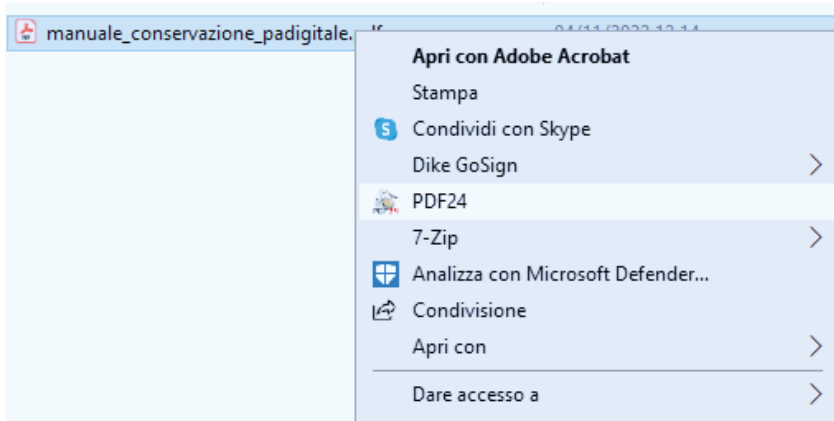 manuale_conservazione_padigitale.
Apri con Adobe Acrobat
Stampa
Condividi con Skype
Dike GoSign
PDF24
7-Zip
Analizza con Microsoft Defender...
Condivisione
Apri con
Dare accesso a